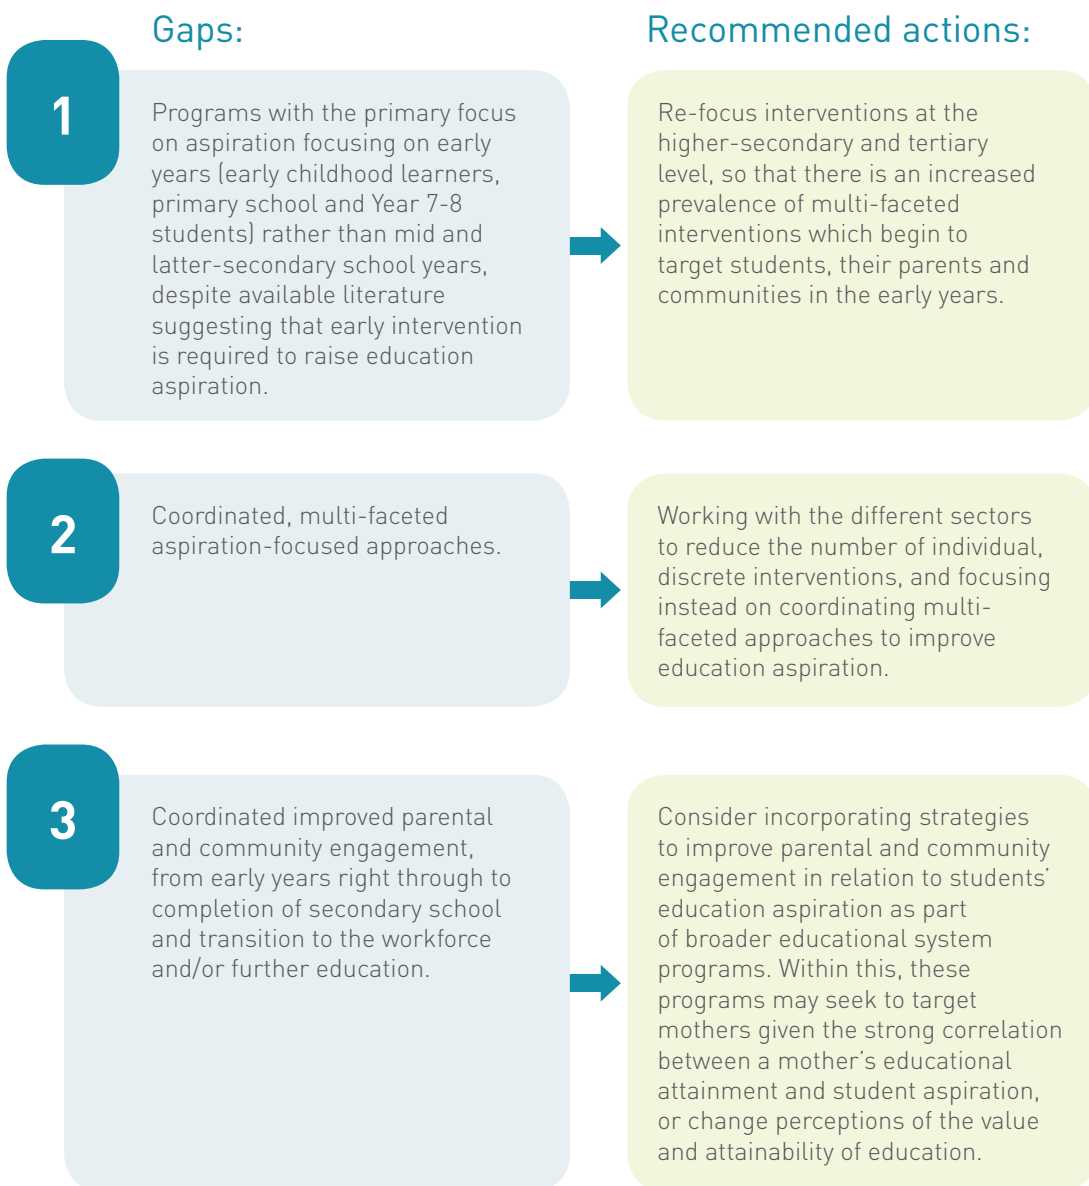 Gaps:
Recommended actions:
1
Programs with the primary focus
on aspiration focusing on early
years (early childhood learners,
primary school and Year 7-8
students) rather than mid and
latter-secondary school years,
despite available literature
suggesting that early intervention
is required to raise education
aspiration.
Re-focus interventions at the
higher-secondary and tertiary
level, so that there is an increased
prevalence of multi-faceted
interventions which begin to
target students, their parents and
communities in the early years.
2
Coordinated, multi-faceted
aspiration-focused approaches.
Working with the different sectors
to reduce the number of individual,
discrete interventions, and focusing
instead on coordinating multi-
faceted approaches to improve
education aspiration.
3
Coordinated improved parental
and community engagement,
from early years right through to
completion of secondary school
and transition to the workforce
and/or further education.
Consider incorporating strategies
to improve parental and community
engagement in relation to students’
education aspiration as part
of broader educational system
programs. Within this, these
programs may seek to target
mothers given the strong correlation
between a mother’s educational
attainment and student aspiration,
or change perceptions of the value
and attainability of education.